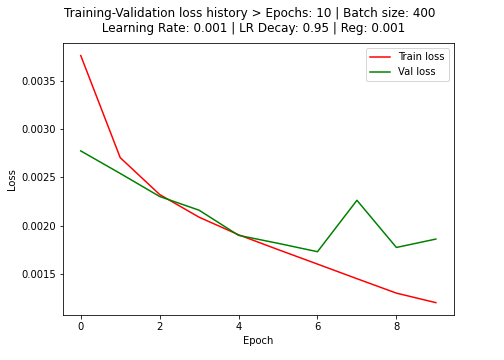 Training-Validation loss history > Epochs: 10 | Batch size: 400
Learning Rate: 0.001 | LR Decay: 0.95 | Reg: 0.001
Train loss
Val loss
0.0035
0.0030
0.0025
0.0020
0.0015
Loss
0 2 4 6 8
Epoch